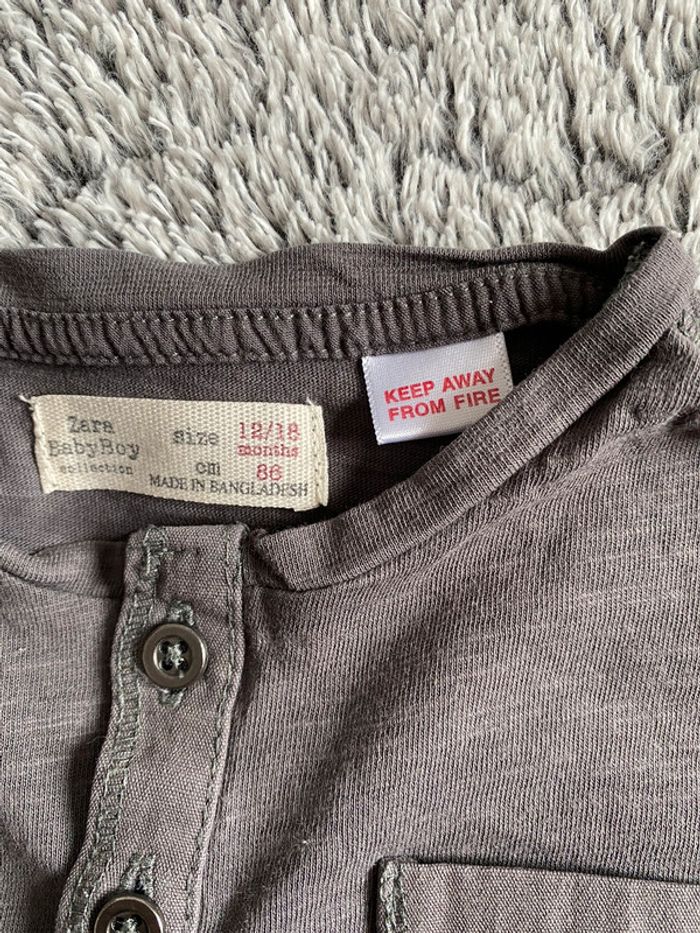 Zara
BabyBoy
collection
size 12/18
months
cm 86
MADE IN BANGLADESH
KEEP AWAY
FROM FIRE